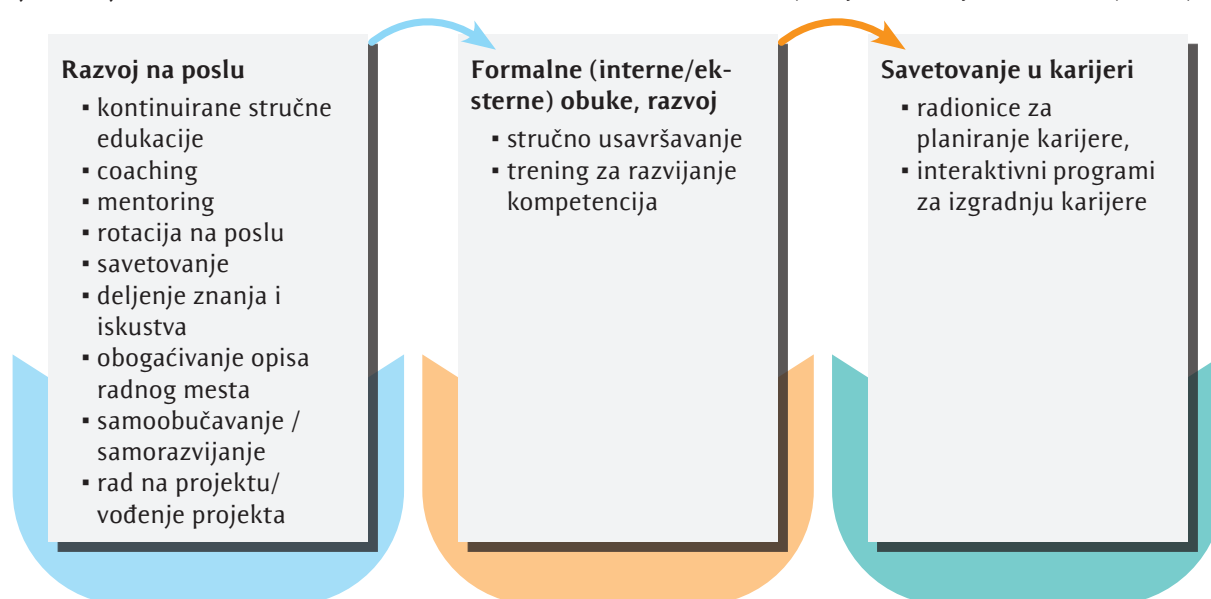 Razvoj na poslu
▪ kontinuirane stručne
edukacije
▪ coaching
▪ mentoring
▪ rotacija na poslu
▪ savetovanje
▪ deljenje znanja i
iskustva
▪ obogaćivanje opisa
radnog mesta
▪ samoobučavanje /
samorazvijanje
▪ rad na projektu/
vođenje projekta
Formalne (interne/ek-
sterne) obuke, razvoj
▪ stručno usavršavanje
▪ trening za razvijanje
kompetencija
Savetovanje u karijeri
▪ radionice za
planiranje karijere,
▪ interaktivni programi
za izgradnju karijere